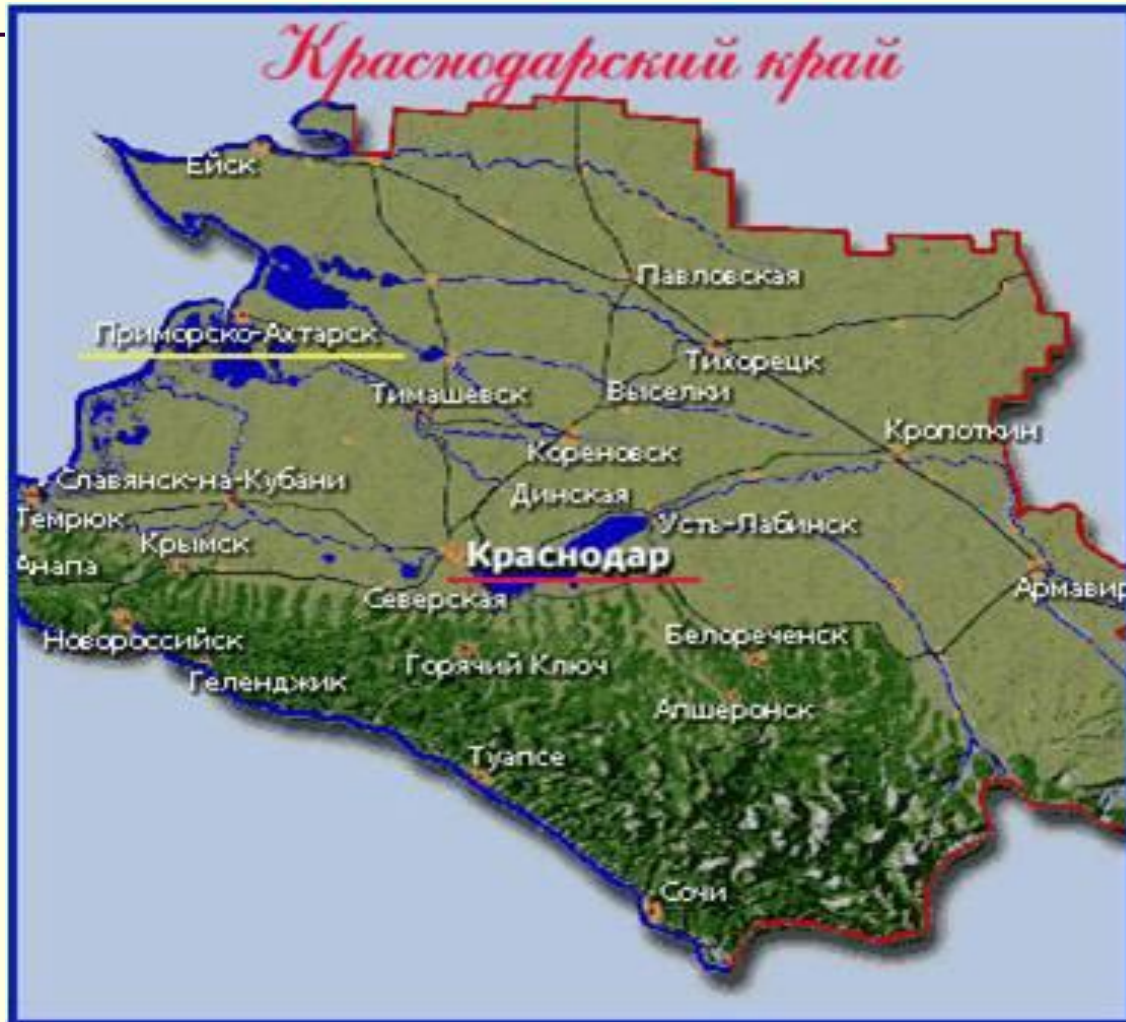 Краснодарский край
Ейск
Павловская
Приморско-Ахтарск
Тихорецк
Тимашевск
Выселки
Кропоткин
Кореновск
Славянск-на-Кубани
Динская
Темрюк
Усть-Лабинск
Крымск
Краснодар
Анапа
Армавир
Северская
Новороссийск
Белореченск
Горячий Ключ
Геленджик
Апшеронск
Туапсе
Сочи